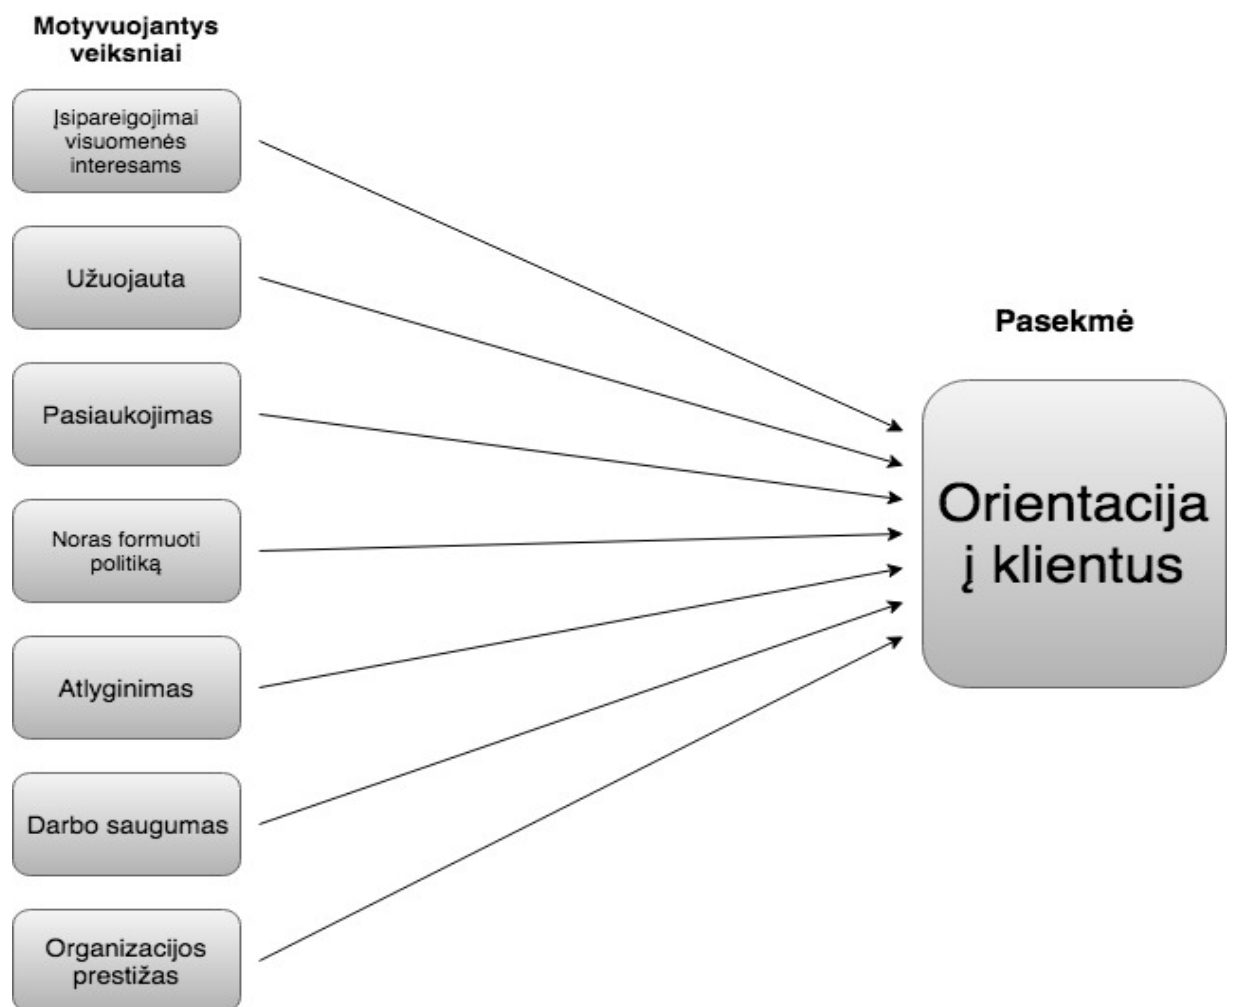 Motyvuojantys
veiksniai
Įsipareigojimai
visuomenės
interesams
Užuojauta
Pasiaukojimas
Noras formuoti
politiką
Atlyginimas
Darbo saugumas
Organizacijos
prestižas
Pasekmė
Orientacija
į klientus